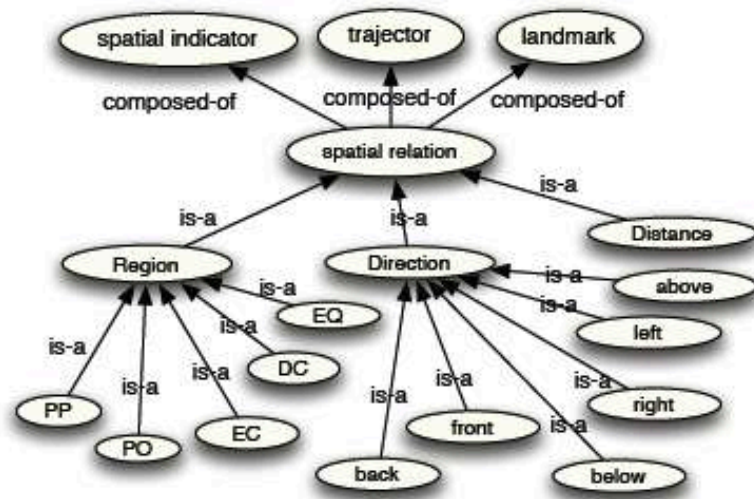 spatial indicator
trajector
landmark
composed-of
composed-of
composed-of
spatial relation
is-a
is-a
is-a
Distance
Region
Direction
is-a
above
is-a
EQ
is-a
left
is-a
is-a
DC
is-a
is-a
is-a
is-a
is-a
PP
right
PO
EC
front
is-a
back
below